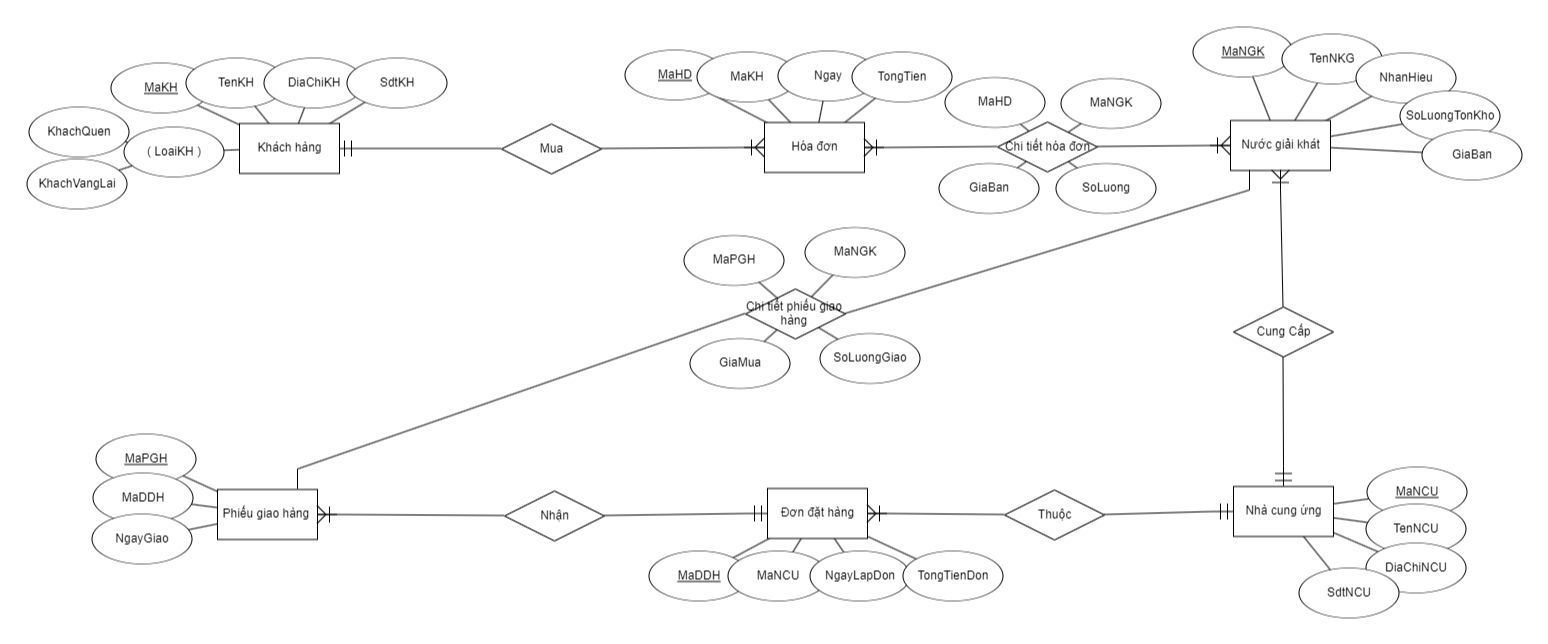 MaKH
TenKH
DiaChiKH
SdtKH
KhachQuen
( LoaiKH )
KhachVangLai
Khách hàng
Mua
MaHD
MaKH
Ngay
TongTien
Hóa đơn
MaHD
MaNGK
Chi tiết hóa đơn
GiaBan
SoLuong
MaNGK
TenNKG
NhanHieu
SoLuongTonKho
GiaBan
Nước giải khát
MaPGH
MaNGK
Chi tiết phiếu giao
hàng
GiaMua
SoLuongGiao
Cung Cấp
MaPGH
MaDDH
NgayGiao
Phiếu giao hàng
Nhận
Đơn đặt hàng
MaDDH
MaNCU
NgayLapDon
TongTienDon
Thuộc
Nhà cung ứng
MaNCU
TenNCU
DiaChiNCU
SdtNCU